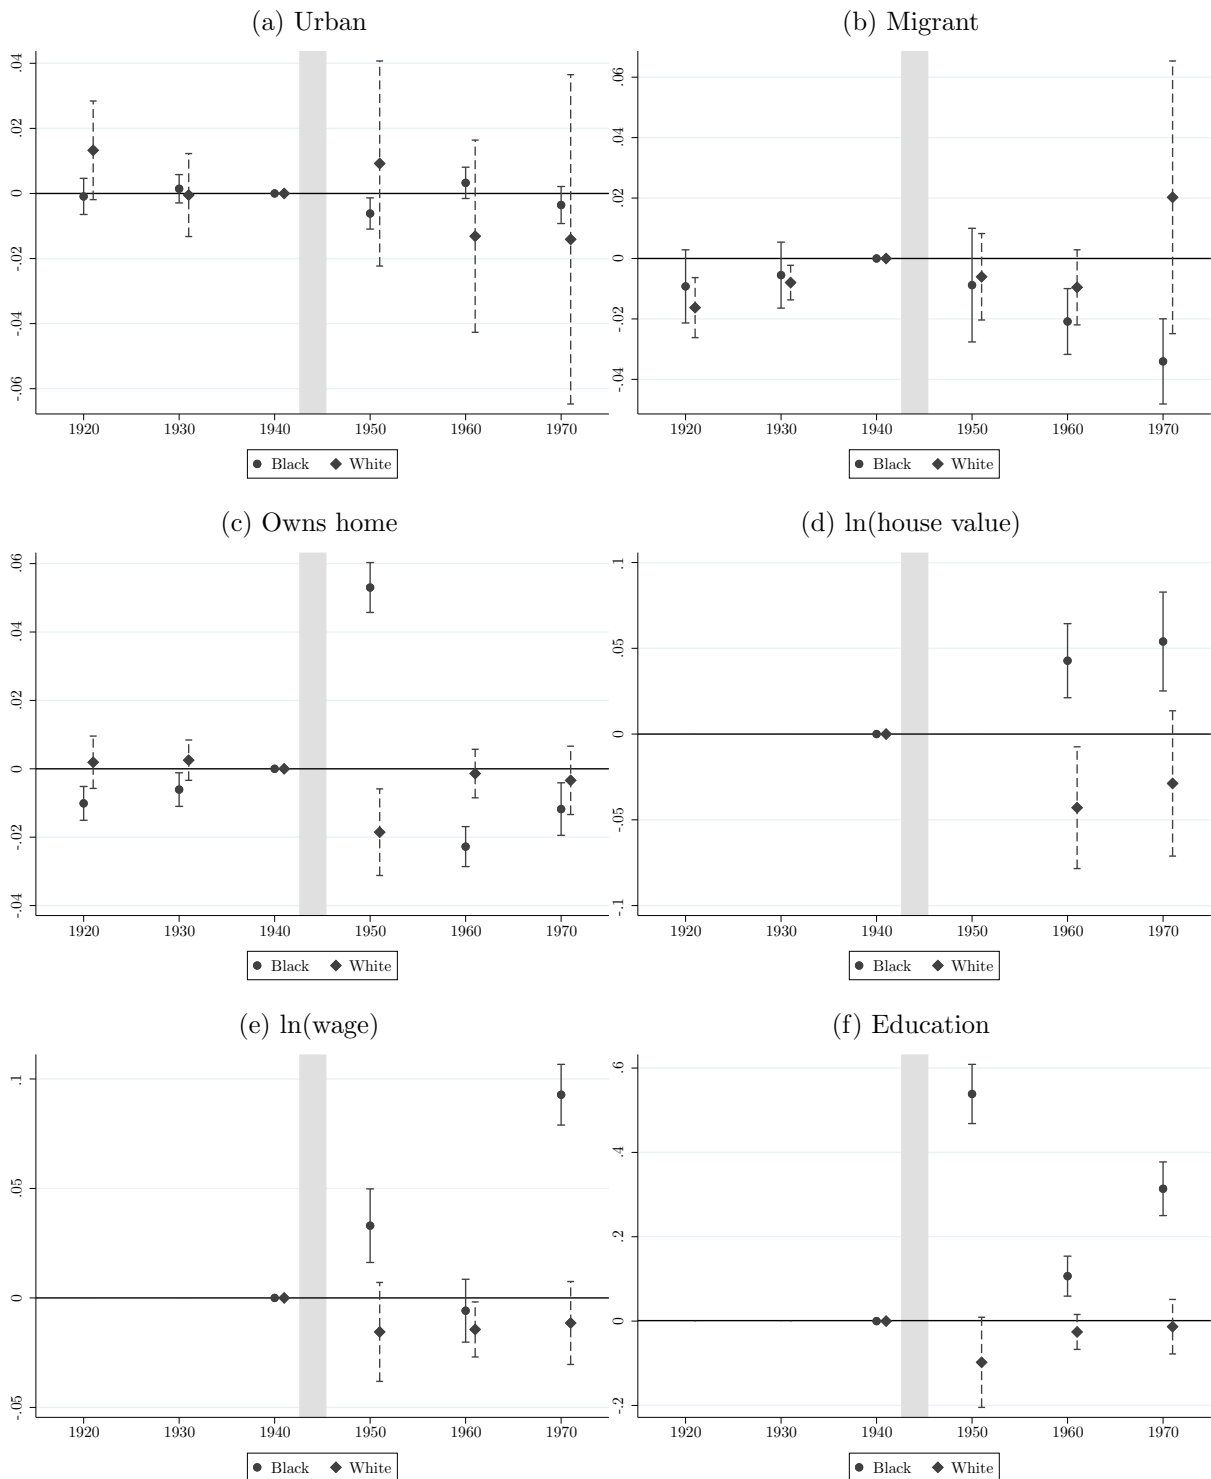 (a) Urban
.04
.02
0
-.02
-.04
-.06
1920 1930 1940 1950 1960 1970
Black White
(b) Migrant
.06
.04
.02
0
-.02
-.04
1920 1930 1940 1950 1960 1970
Black White
(c) Owns home
.06
.04
.02
0
-.02
-.04
1920 1930 1940 1950 1960 1970
Black White
(d) ln(house value)
.1
.05
0
-.05
-.1
1920 1930 1940 1950 1960 1970
Black White
(e) ln(wage)
.1
.05
0
-.05
1920 1930 1940 1950 1960 1970
Black White
(f) Education
.6
.4
.2
0
-.2
1920 1930 1940 1950 1960 1970
Black White